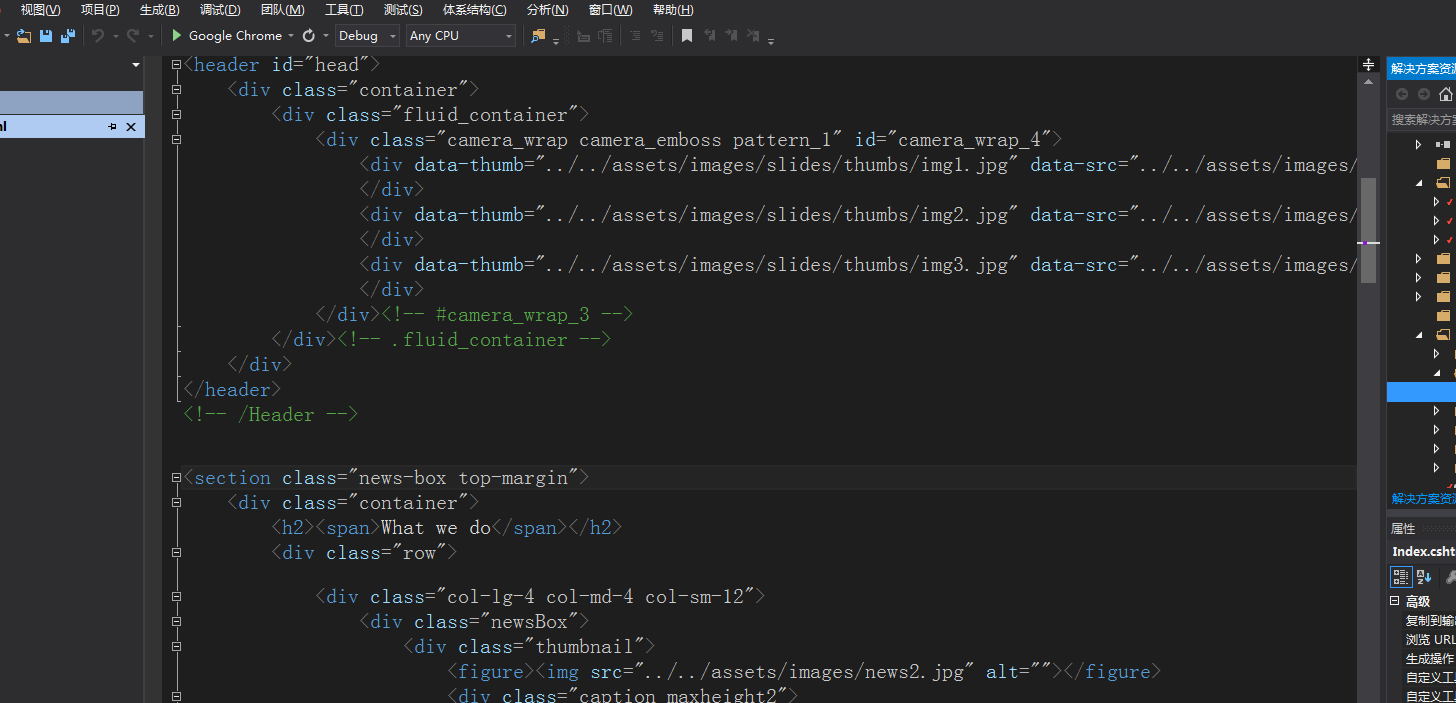 视图(V) 项目(P) 生成(B) 调试(D) 团队(M) 工具(T) 测试(S) 体系结构(C) 分析(N) 窗口(W) 帮助(H)
Google Chrome Debug Any CPU
<header id="head">
<div class="container">
<div class="fluid_container">
<div class="camera_wrap camera_emboss pattern_1" id="camera_wrap_4">
<div data-thumb="../../assets/images/slides/thumbs/img1.jpg" data-src="../../assets/images/
</div>
<div data-thumb="../../assets/images/slides/thumbs/img2.jpg" data-src="../../assets/images/
</div>
<div data-thumb="../../assets/images/slides/thumbs/img3.jpg" data-src="../../assets/images/
</div>
</div><!-- #camera_wrap_3 -->
</div><!-- .fluid_container -->
</div>
</header>
<!-- /Header -->
<section class="news-box top-margin">
<div class="container">
<h2><span>What we do</span></h2>
<div class="row">
<div class="col-lg-4 col-md-4 col-sm-12">
<div class="newsBox">
<div class="thumbnail">
<figure><img src="../../assets/images/news2.jpg" alt=""></figure>
<div class="caption maxheight2">
解决方案资源
搜索解决方案
解决方案资源
属性
Index.csht
高级
复制到输
浏览 URL
生成操作
自定义工
自定义工